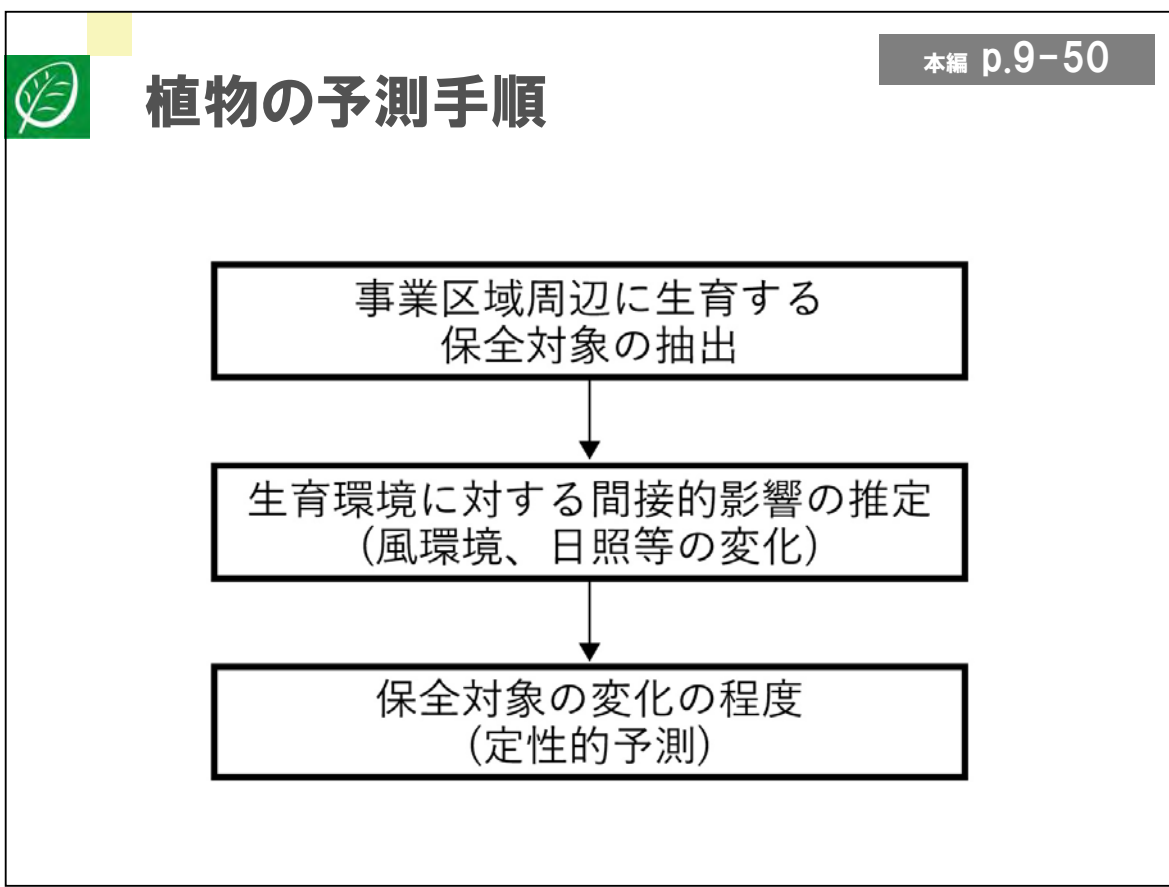 本編 p.9-50
植物の予測手順
事業区域周辺に生育する
保全対象の抽出
生育環境に対する間接的影響の推定
(風環境、日照等の変化)
保全対象の変化の程度
(定性的予測)